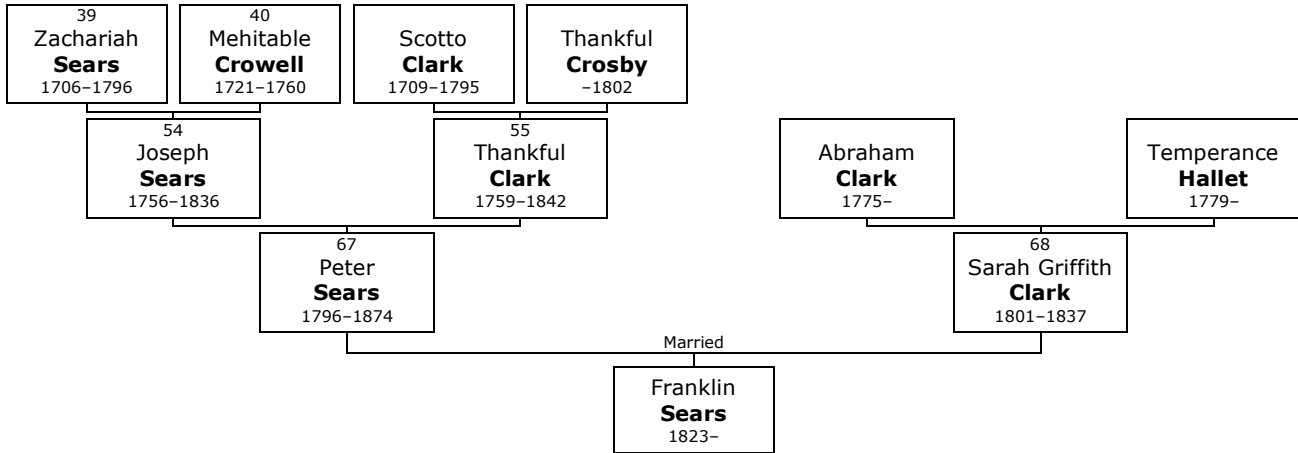 39
Zachariah
Sears
1706–1796
40
Mehitable
Crowell
1721–1760
Scotto
Clark
1709–1795
Thankful
Crosby
–1802
54
Joseph
Sears
1756–1836
55
Thankful
Clark
1759–1842
Abraham
Clark
1775–
Temperance
Hallet
1779–
67
Peter
Sears
1796–1874
68
Sarah Griffith
Clark
1801–1837
Married
Franklin
Sears
1823–